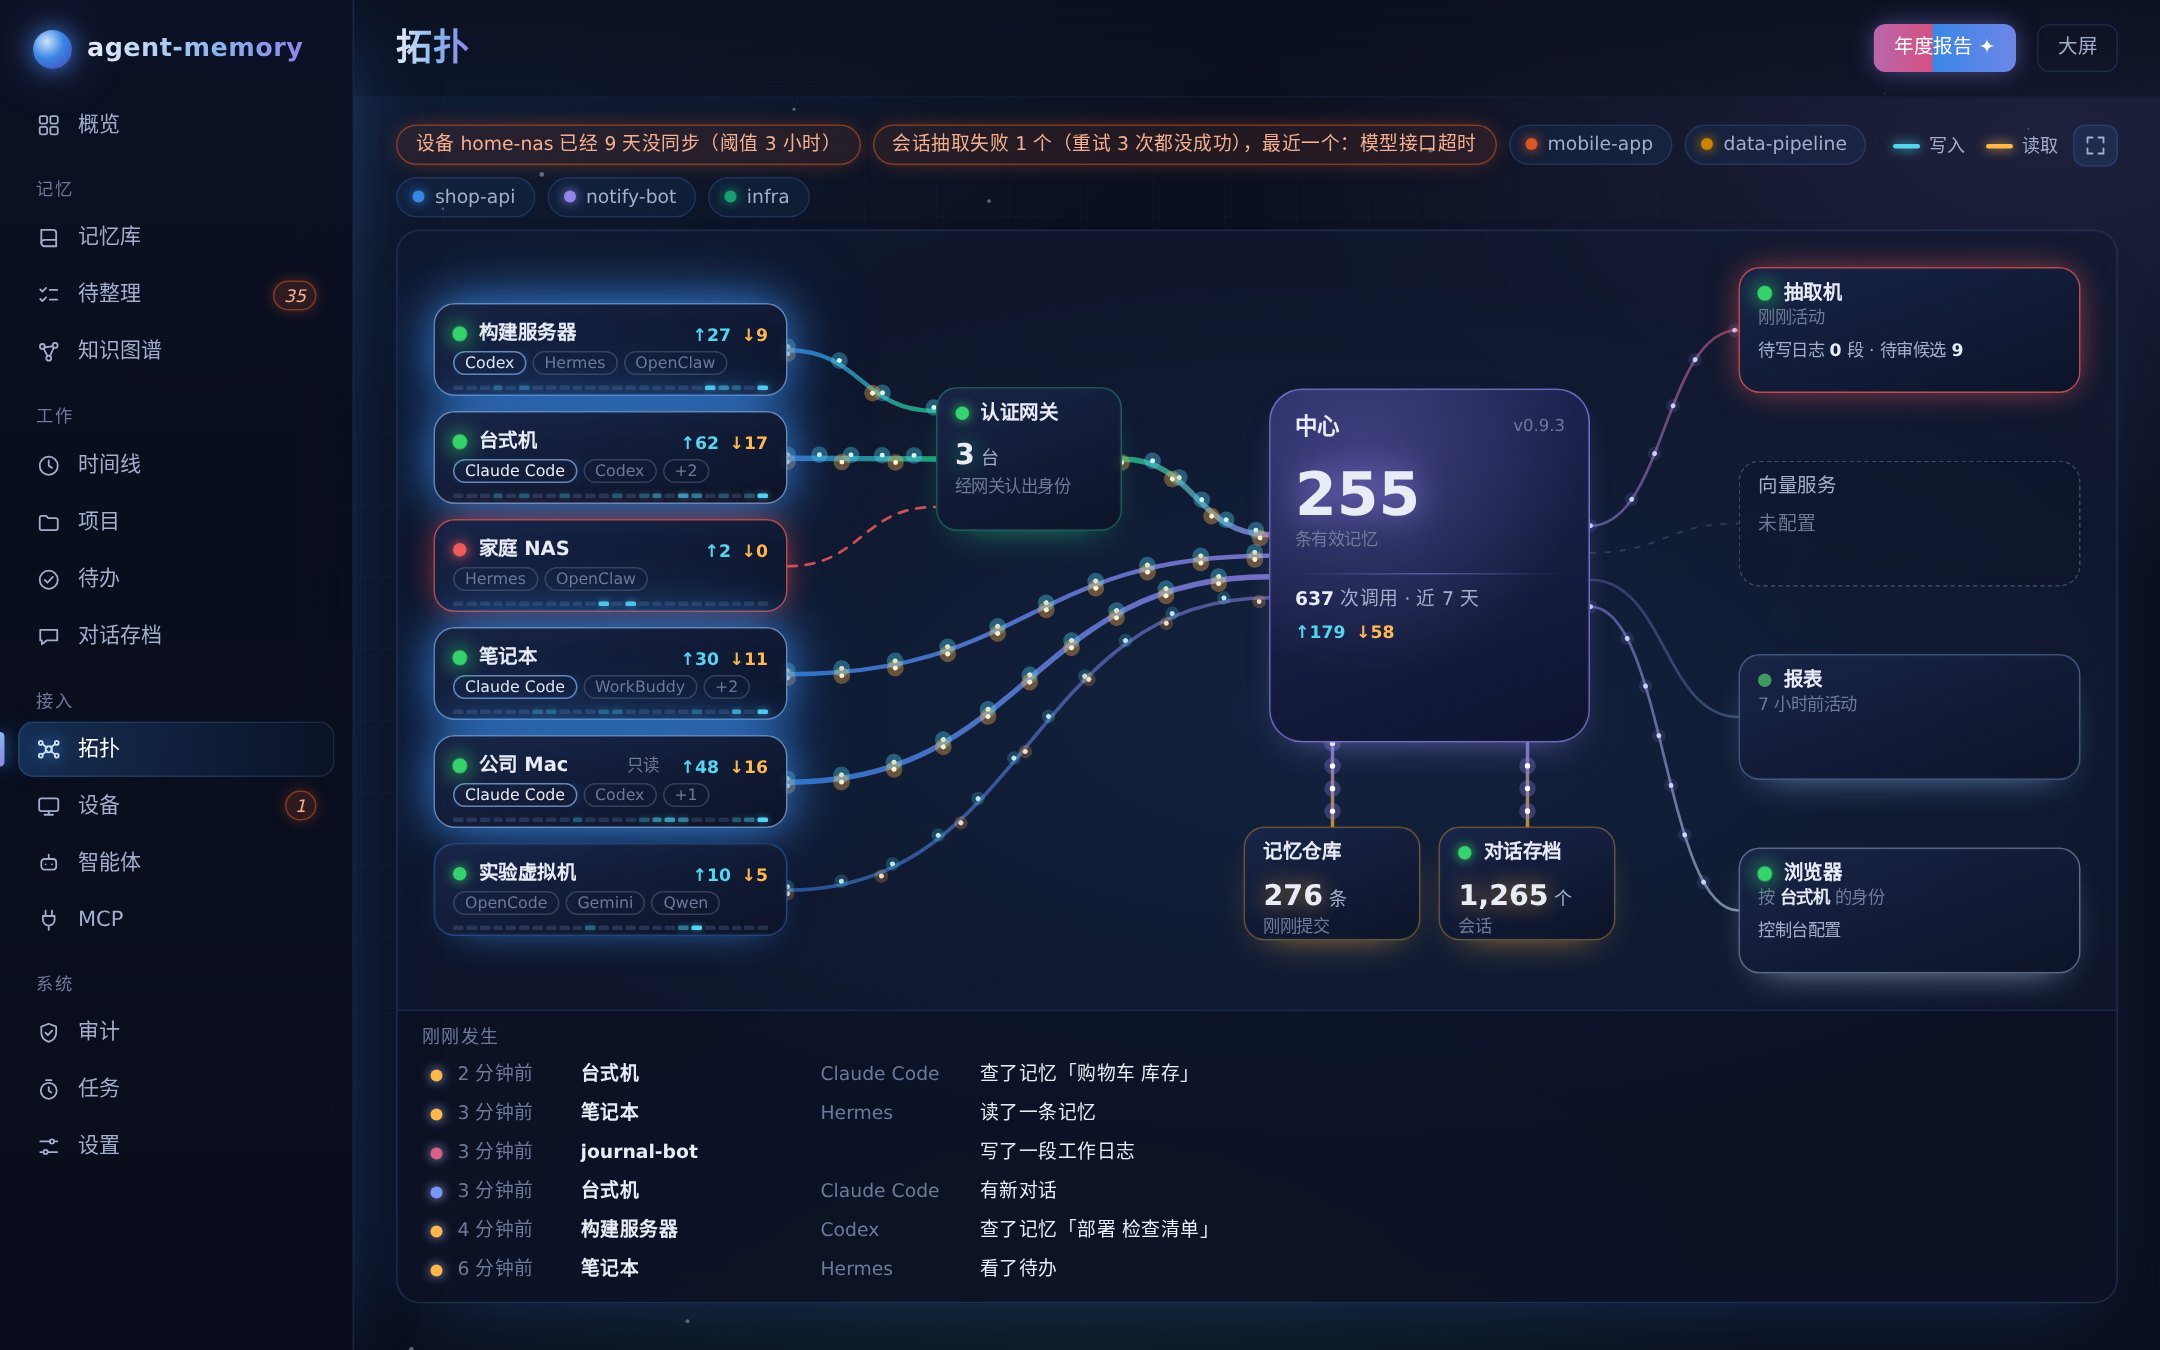 agent-memory
概览
记忆
记忆库
待整理 35
知识图谱
工作
时间线
项目
待办
对话存档
接入
拓扑
设备 1
智能体
MCP
系统
审计
任务
设置
拓扑
年度报告 ✦
大屏
设备 home-nas 已经 9 天没同步（阈值 3 小时）
会话抽取失败 1 个（重试 3 次都没成功），最近一个：模型接口超时
mobile-app
data-pipeline
写入
读取
shop-api
notify-bot
infra
构建服务器 ↑27 ↓9
Codex Hermes OpenClaw
台式机 ↑62 ↓17
Claude Code Codex +2
家庭 NAS ↑2 ↓0
Hermes OpenClaw
笔记本 ↑30 ↓11
Claude Code WorkBuddy +2
公司 Mac 只读 ↑48 ↓16
Claude Code Codex +1
实验虚拟机 ↑10 ↓5
OpenCode Gemini Qwen
认证网关
3 台
经网关认出身份
中心 v0.9.3
255
条有效记忆
637 次调用 · 近 7 天
↑179 ↓58
记忆仓库
276 条
刚刚提交
对话存档
1,265 个
会话
抽取机
刚刚活动
待写日志 0 段 · 待审候选 9
向量服务
未配置
报表
7 小时前活动
浏览器
按 台式机 的身份
控制台配置
刚刚发生
2 分钟前 台式机 Claude Code 查了记忆「购物车 库存」
3 分钟前 笔记本 Hermes 读了一条记忆
3 分钟前 journal-bot 写了一段工作日志
3 分钟前 台式机 Claude Code 有新对话
4 分钟前 构建服务器 Codex 查了记忆「部署 检查清单」
6 分钟前 笔记本 Hermes 看了待办